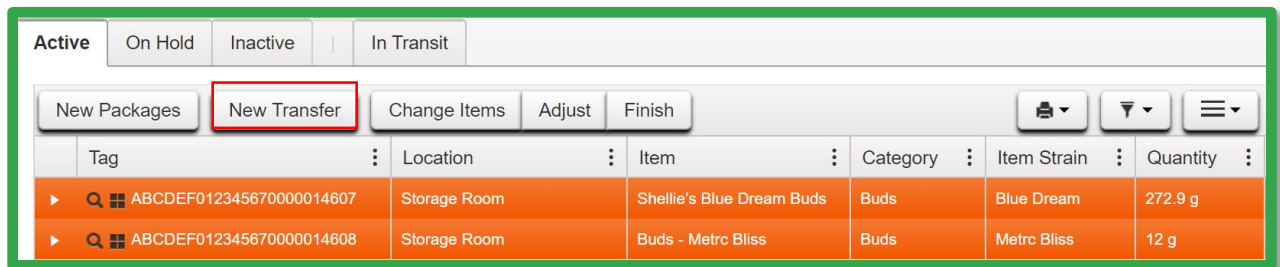 Active On Hold Inactive In Transit
New Packages New Transfer Change Items Adjust Finish
Tag Location Item Category Item Strain Quantity
ABCDEF012345670000014607 Storage Room Shellie's Blue Dream Buds Buds Blue Dream 272.9 g
ABCDEF012345670000014608 Storage Room Buds - Metrc Bliss Buds Metrc Bliss 12 g